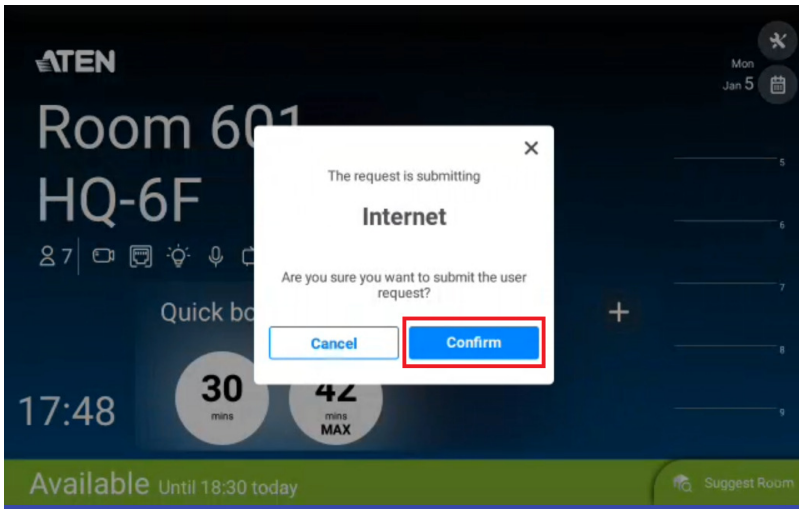 ATEN
Mon
Jan 5
Room 601
HQ-6F
7
The request is submitting
Internet
Are you sure you want to submit the user
request?
Cancel
Confirm
Quick bo
30
mins
42
mins
MAX
17:48
5
6
7
8
9
Available Until 18:30 today
Suggest Room